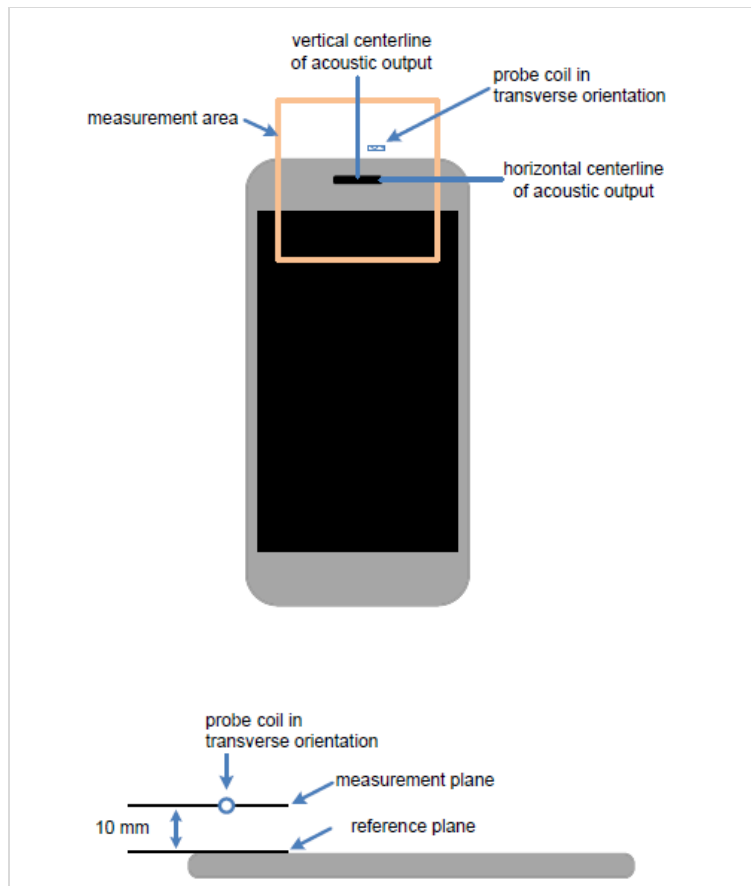 vertical centerline
of acoustic output
probe coil in
transverse orientation
measurement area
horizontal centerline
of acoustic output
probe coil in
transverse orientation
measurement plane
10 mm
reference plane